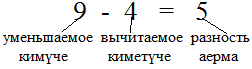 9 - 4 = 5
уменьшаемое вычитаемое разность
кимүче киметүче аерма